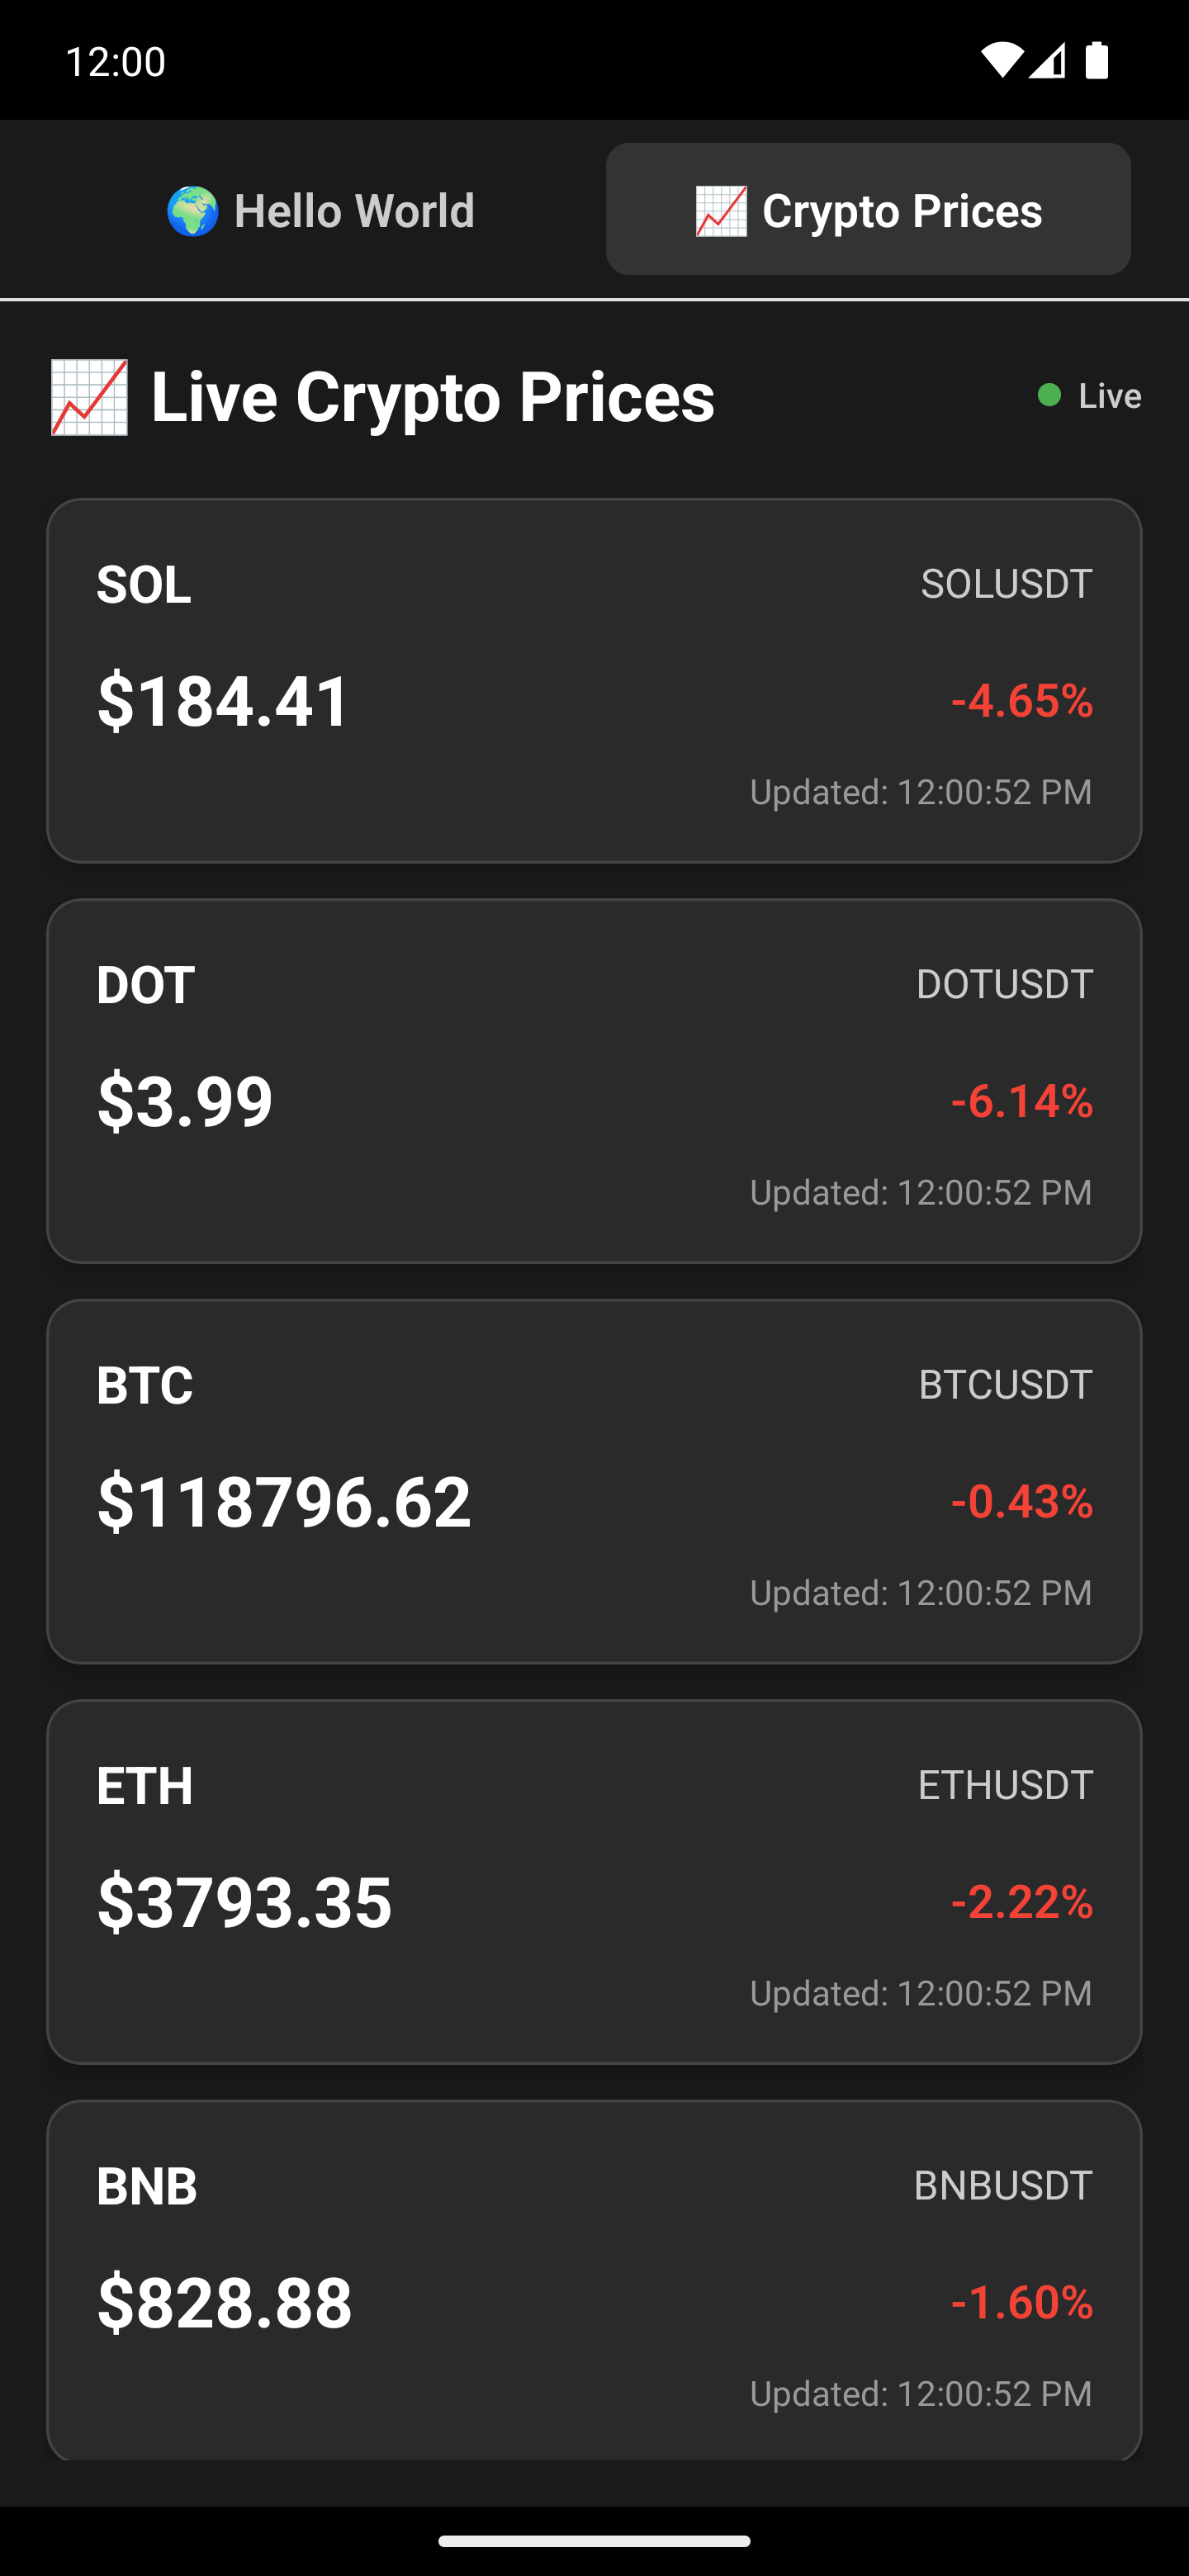 12:00
🌍 Hello World
📈 Crypto Prices
📈 Live Crypto Prices
Live
SOL
SOLUSDT
$184.41
-4.65%
Updated: 12:00:52 PM
DOT
DOTUSDT
$3.99
-6.14%
Updated: 12:00:52 PM
BTC
BTCUSDT
$118796.62
-0.43%
Updated: 12:00:52 PM
ETH
ETHUSDT
$3793.35
-2.22%
Updated: 12:00:52 PM
BNB
BNBUSDT
$828.88
-1.60%
Updated: 12:00:52 PM